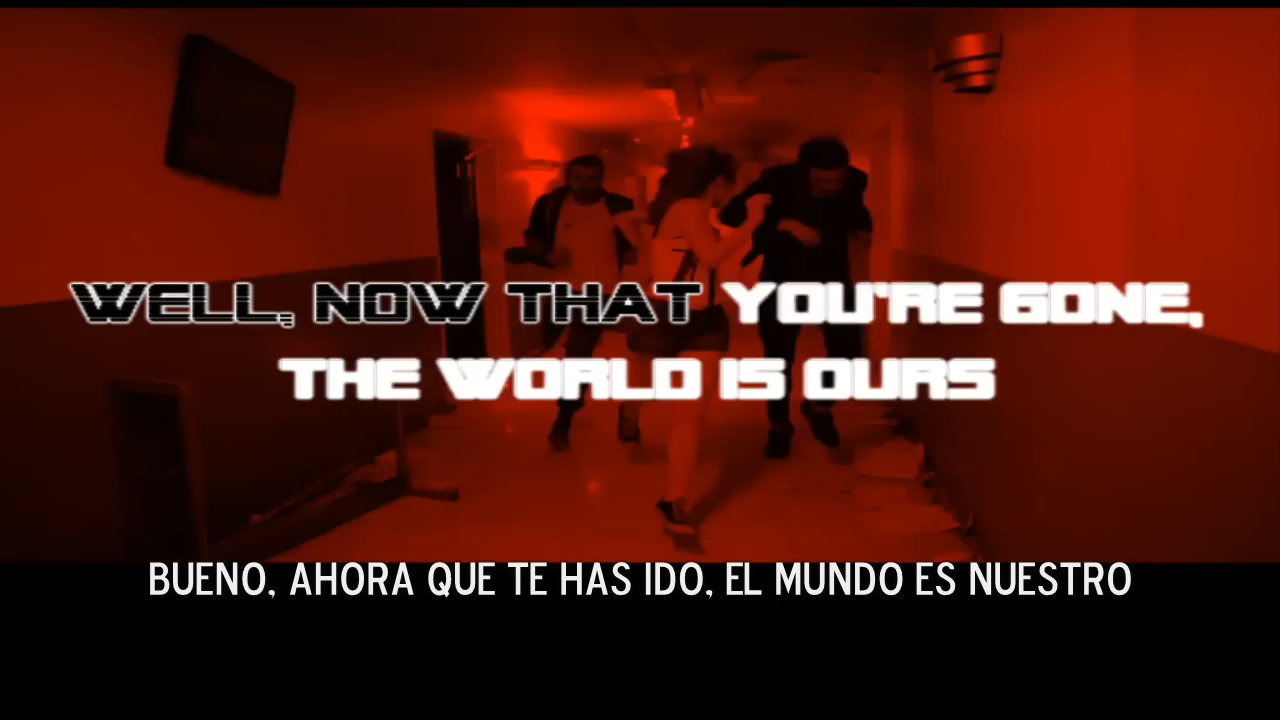 WELL, NOW THAT YOU'RE GONE,
THE WORLD IS OURS
BUENO, AHORA QUE TE HAS IDO, EL MUNDO ES NUESTRO